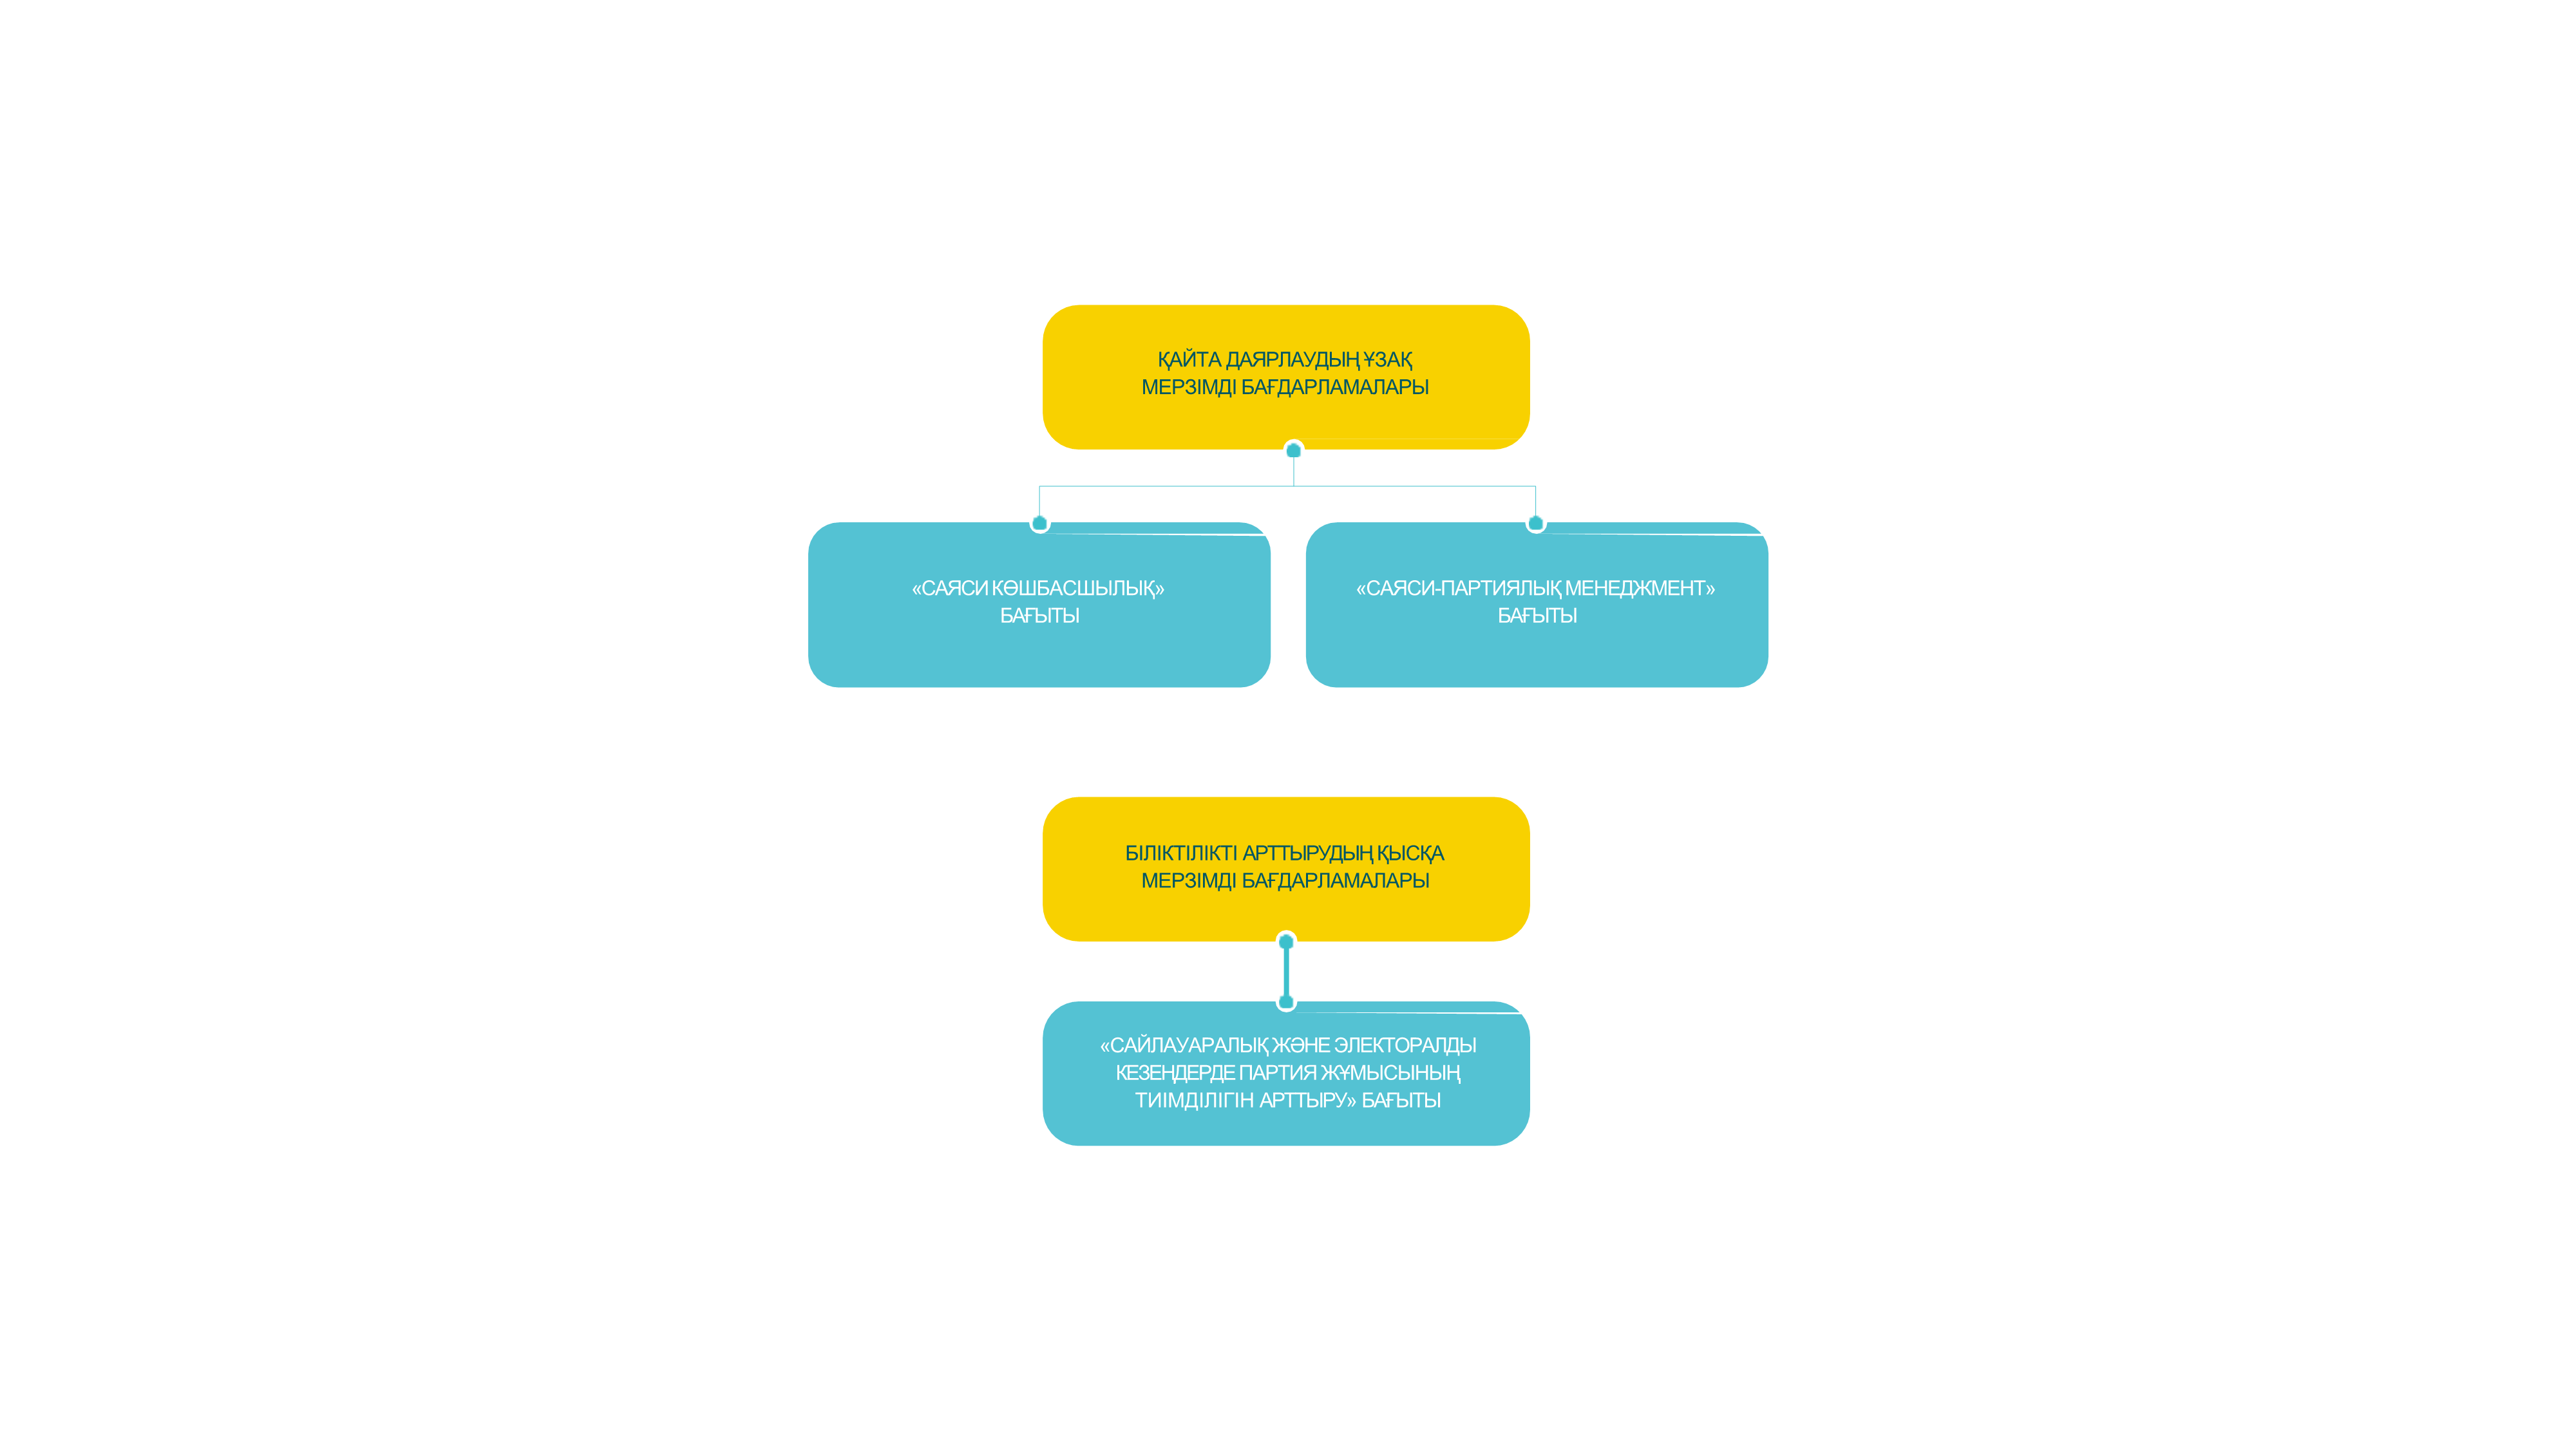 ҚАЙТА ДАЯРЛАУДЫҢ ҰЗАҚ
МЕРЗІМДІ БАҒДАРЛАМАЛАРЫ
«САЯСИ КӨШБАСШЫЛЫҚ»
БАҒЫТЫ
«САЯСИ-ПАРТИЯЛЫҚ МЕНЕДЖМЕНТ»
БАҒЫТЫ
БІЛІКТІЛІКТІ АРТТЫРУДЫҢ ҚЫСҚА
МЕРЗІМДІ БАҒДАРЛАМАЛАРЫ
«САЙЛАУАРАЛЫҚ ЖӘНЕ ЭЛЕКТОРАЛДЫ
КЕЗЕҢДЕРДЕ ПАРТИЯ ЖҰМЫСЫНЫҢ
ТИІМДІЛІГІН АРТТЫРУ» БАҒЫТЫ